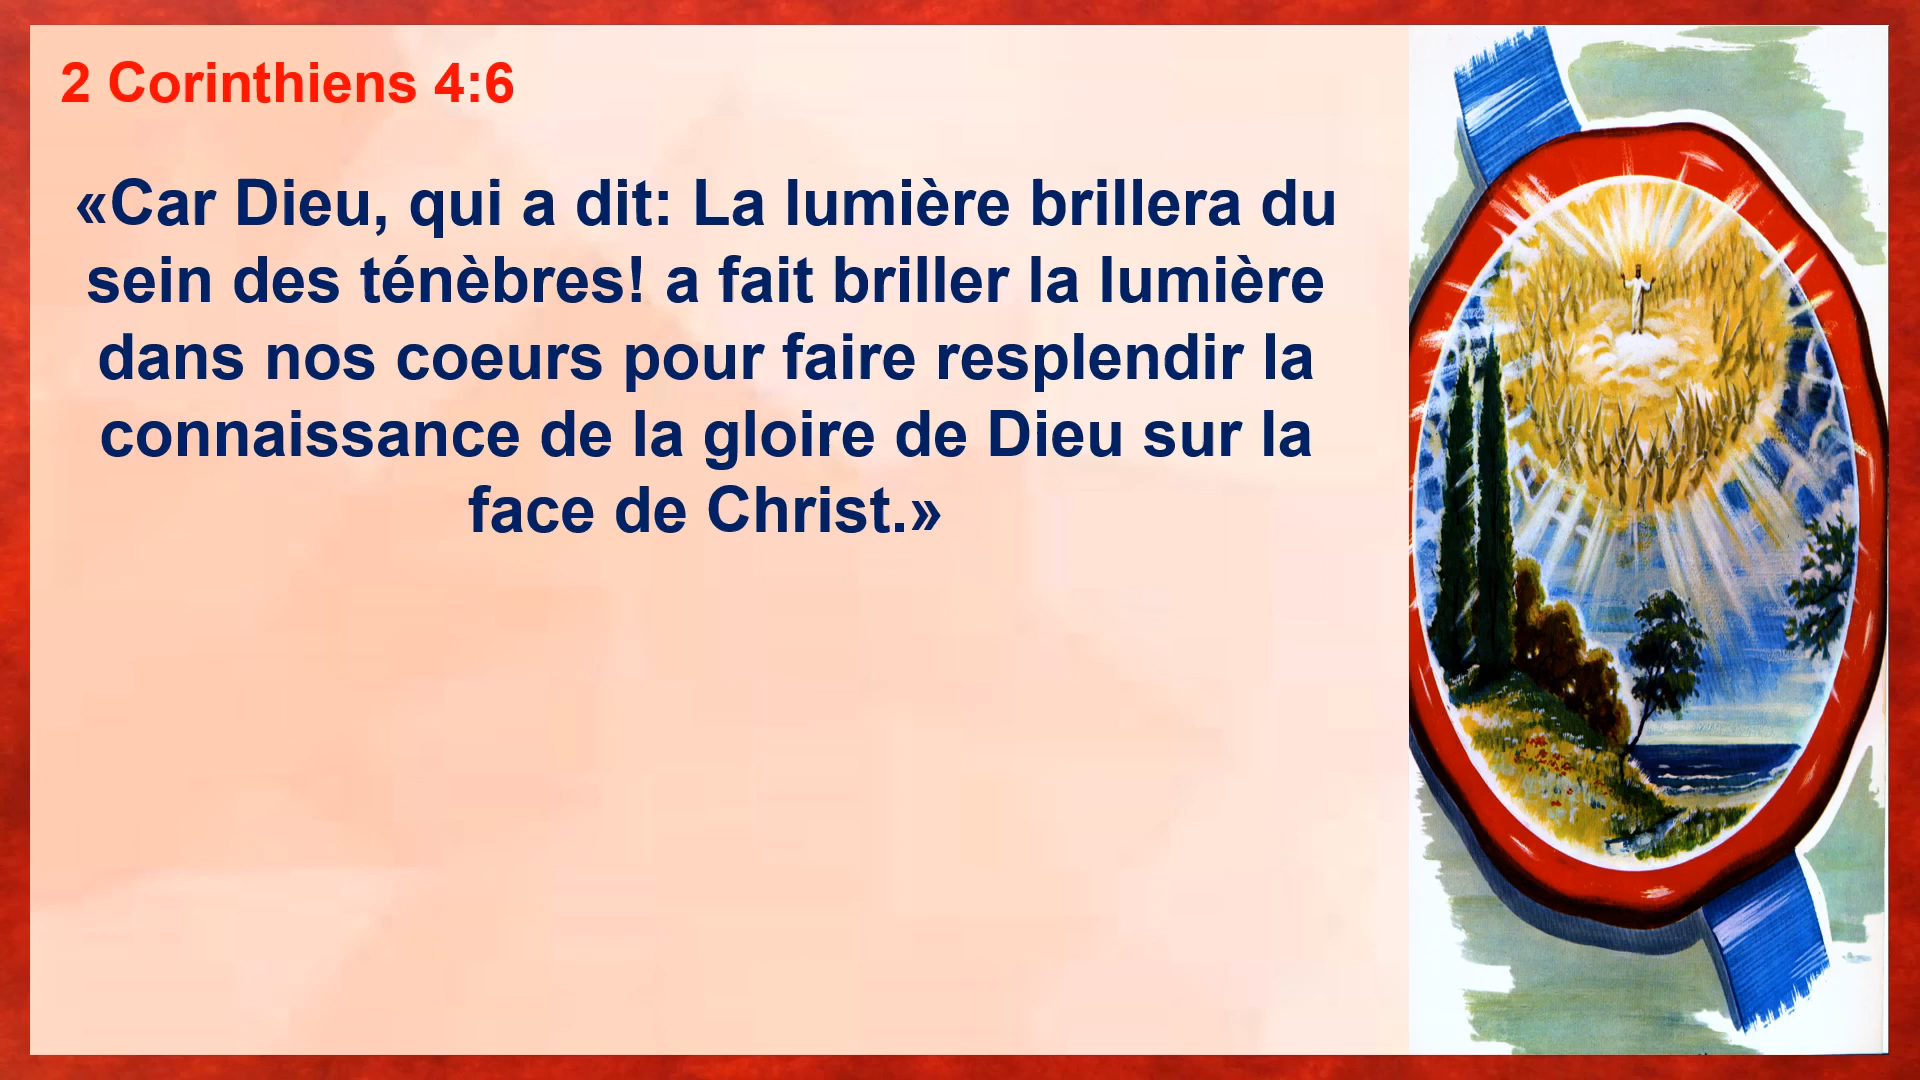 2 Corinthiens 4:6
«Car Dieu, qui a dit: La lumière brillera du
sein des ténèbres! a fait briller la lumière
dans nos coeurs pour faire resplendir la
connaissance de la gloire de Dieu sur la
face de Christ.»